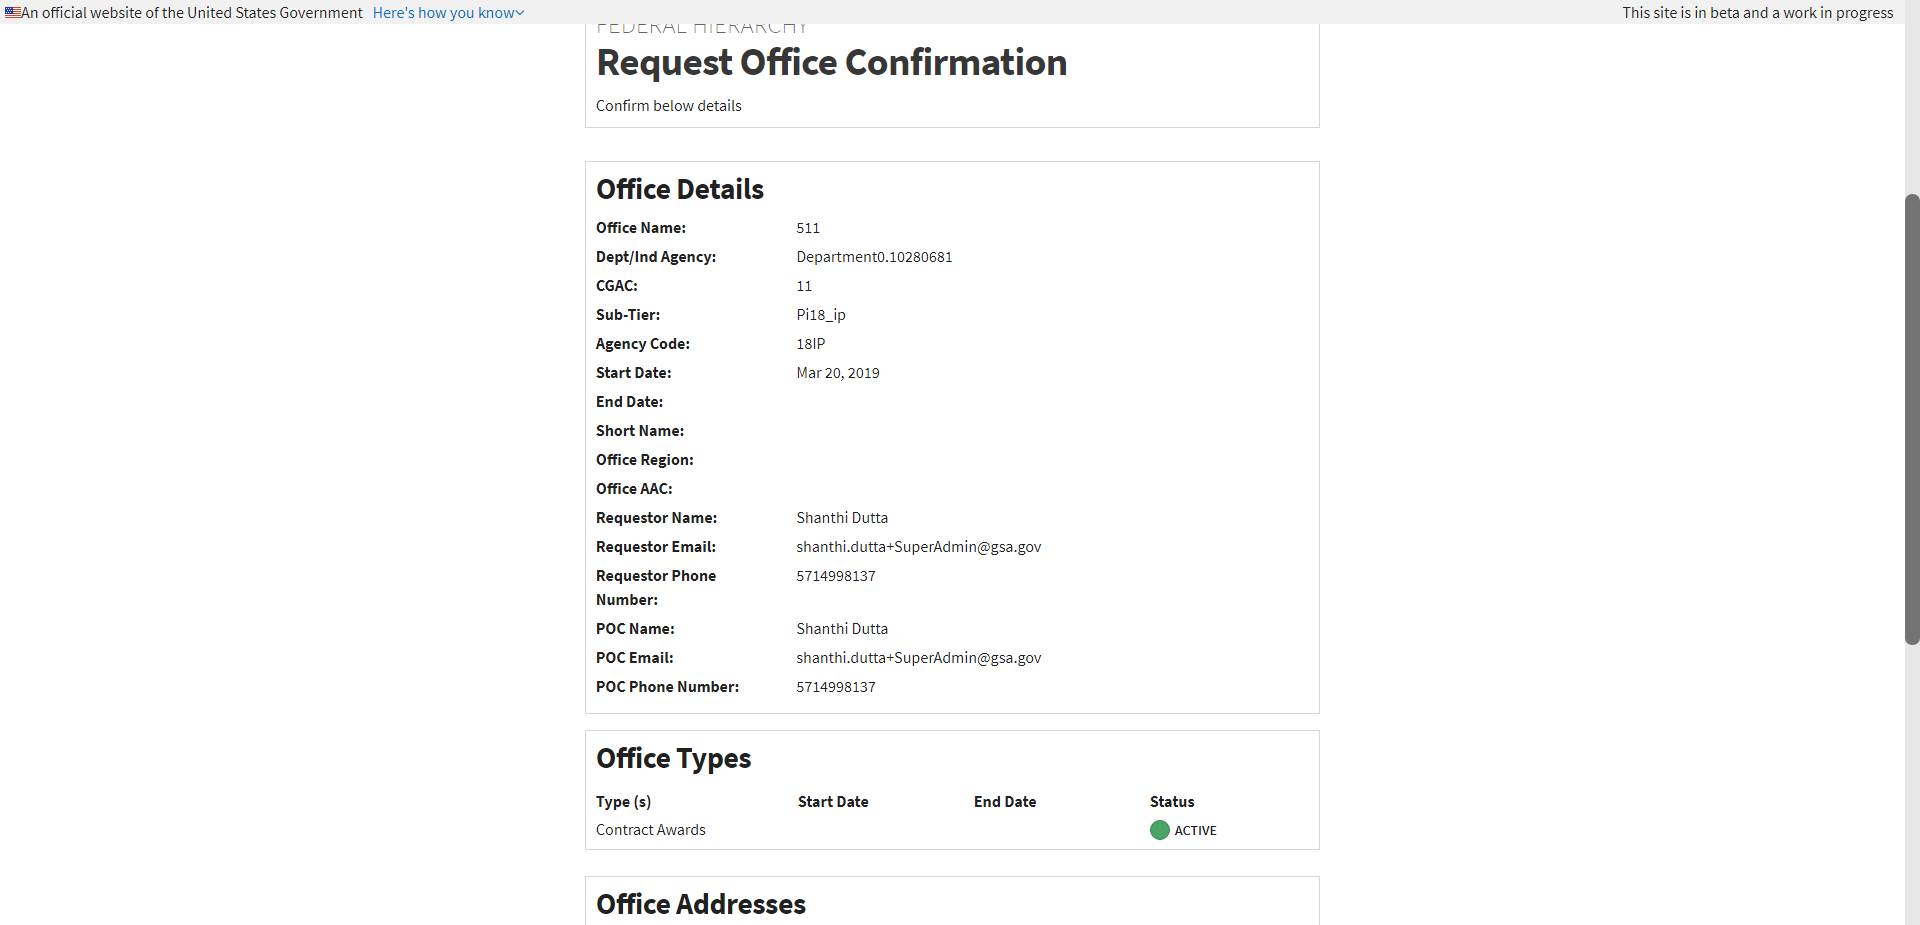 An official website of the United States Government Here's how you know
This site is in beta and a work in progress
FEDERAL HIERARCHY
Request Office Confirmation
Confirm below details
Office Details
Office Name: 511
Dept/Ind Agency: Department0.10280681
CGAC: 11
Sub-Tier: Pi18_ip
Agency Code: 18IP
Start Date: Mar 20, 2019
End Date:
Short Name:
Office Region:
Office AAC:
Requestor Name: Shanthi Dutta
Requestor Email: shanthi.dutta+SuperAdmin@gsa.gov
Requestor Phone 5714998137
Number:
POC Name: Shanthi Dutta
POC Email: shanthi.dutta+SuperAdmin@gsa.gov
POC Phone Number: 5714998137
Office Types
Type (s) Start Date End Date Status
Contract Awards ACTIVE
Office Addresses